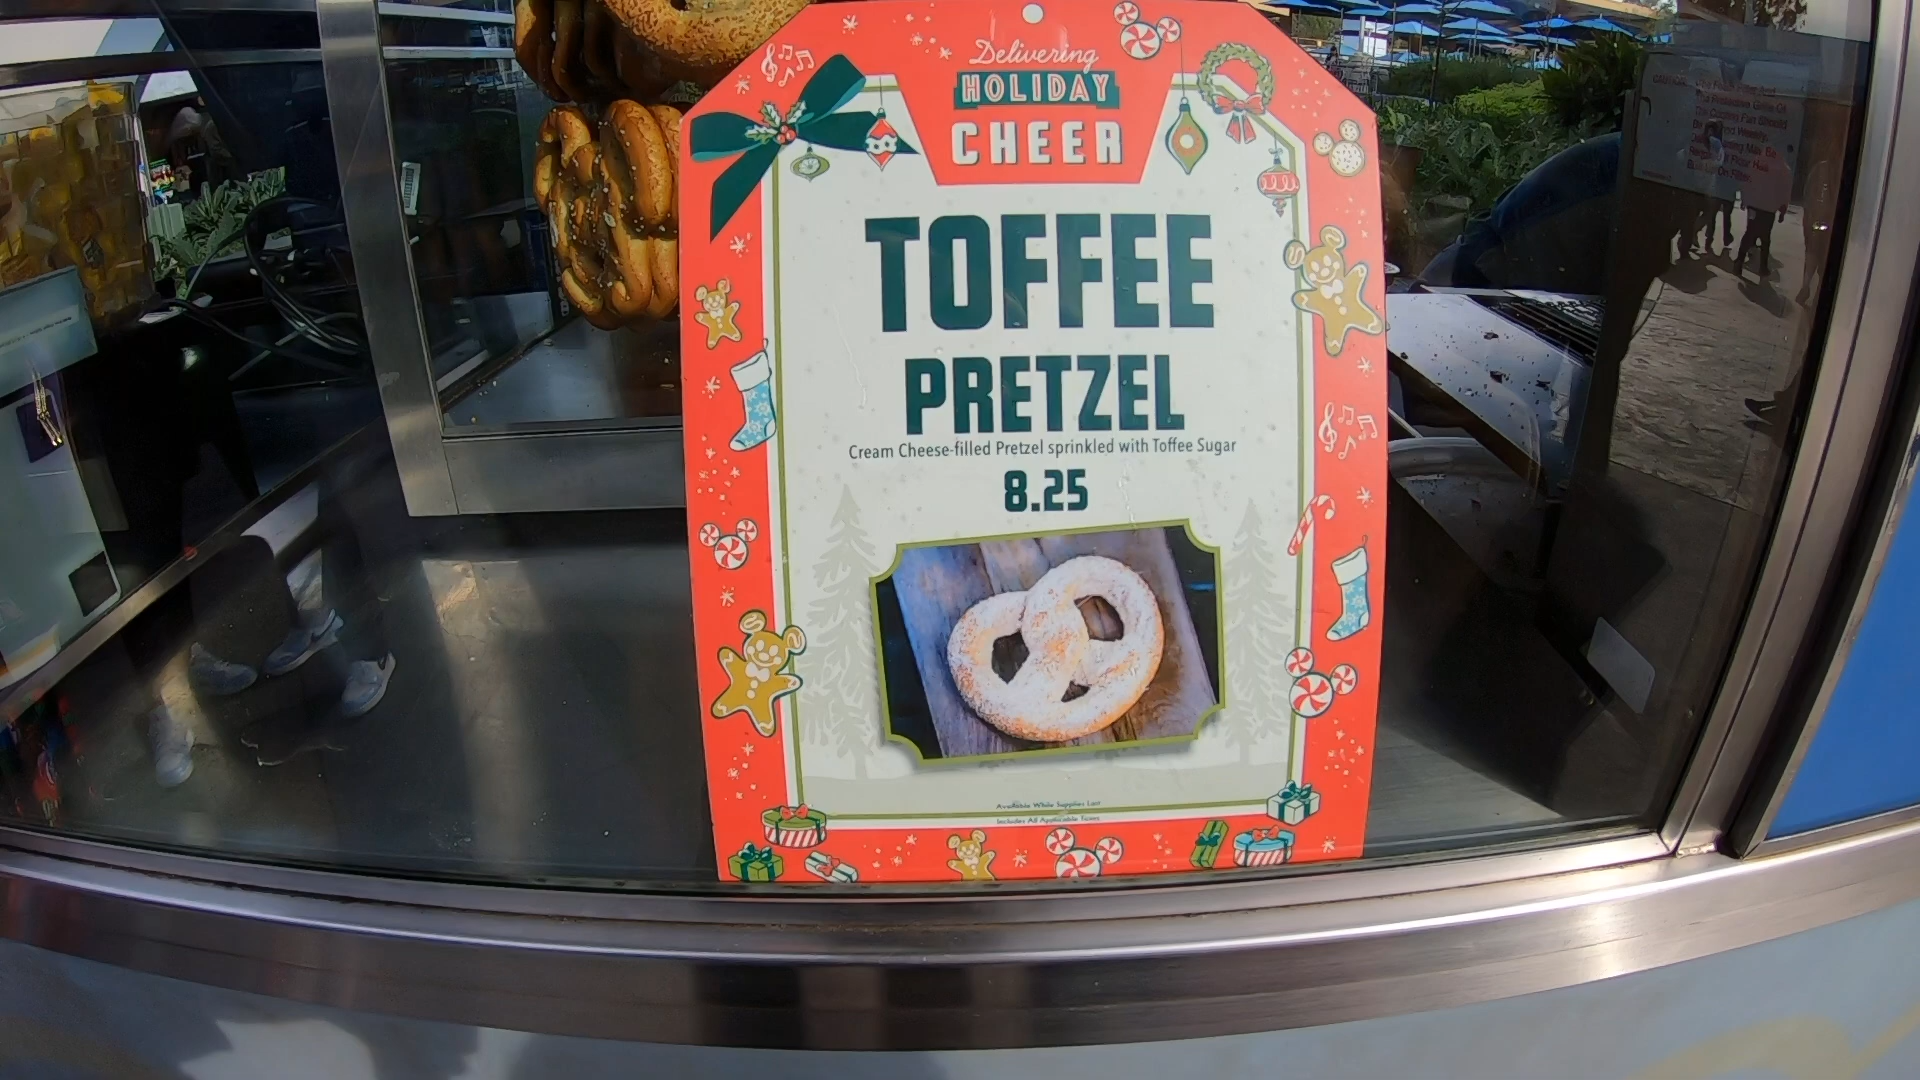 Delivering
HOLIDAY
CHEER
TOFFEE
PRETZEL
Cream Cheese-filled Pretzel sprinkled with Toffee Sugar
8.25
Available While Supplies Last
Includes All Applicable Taxes